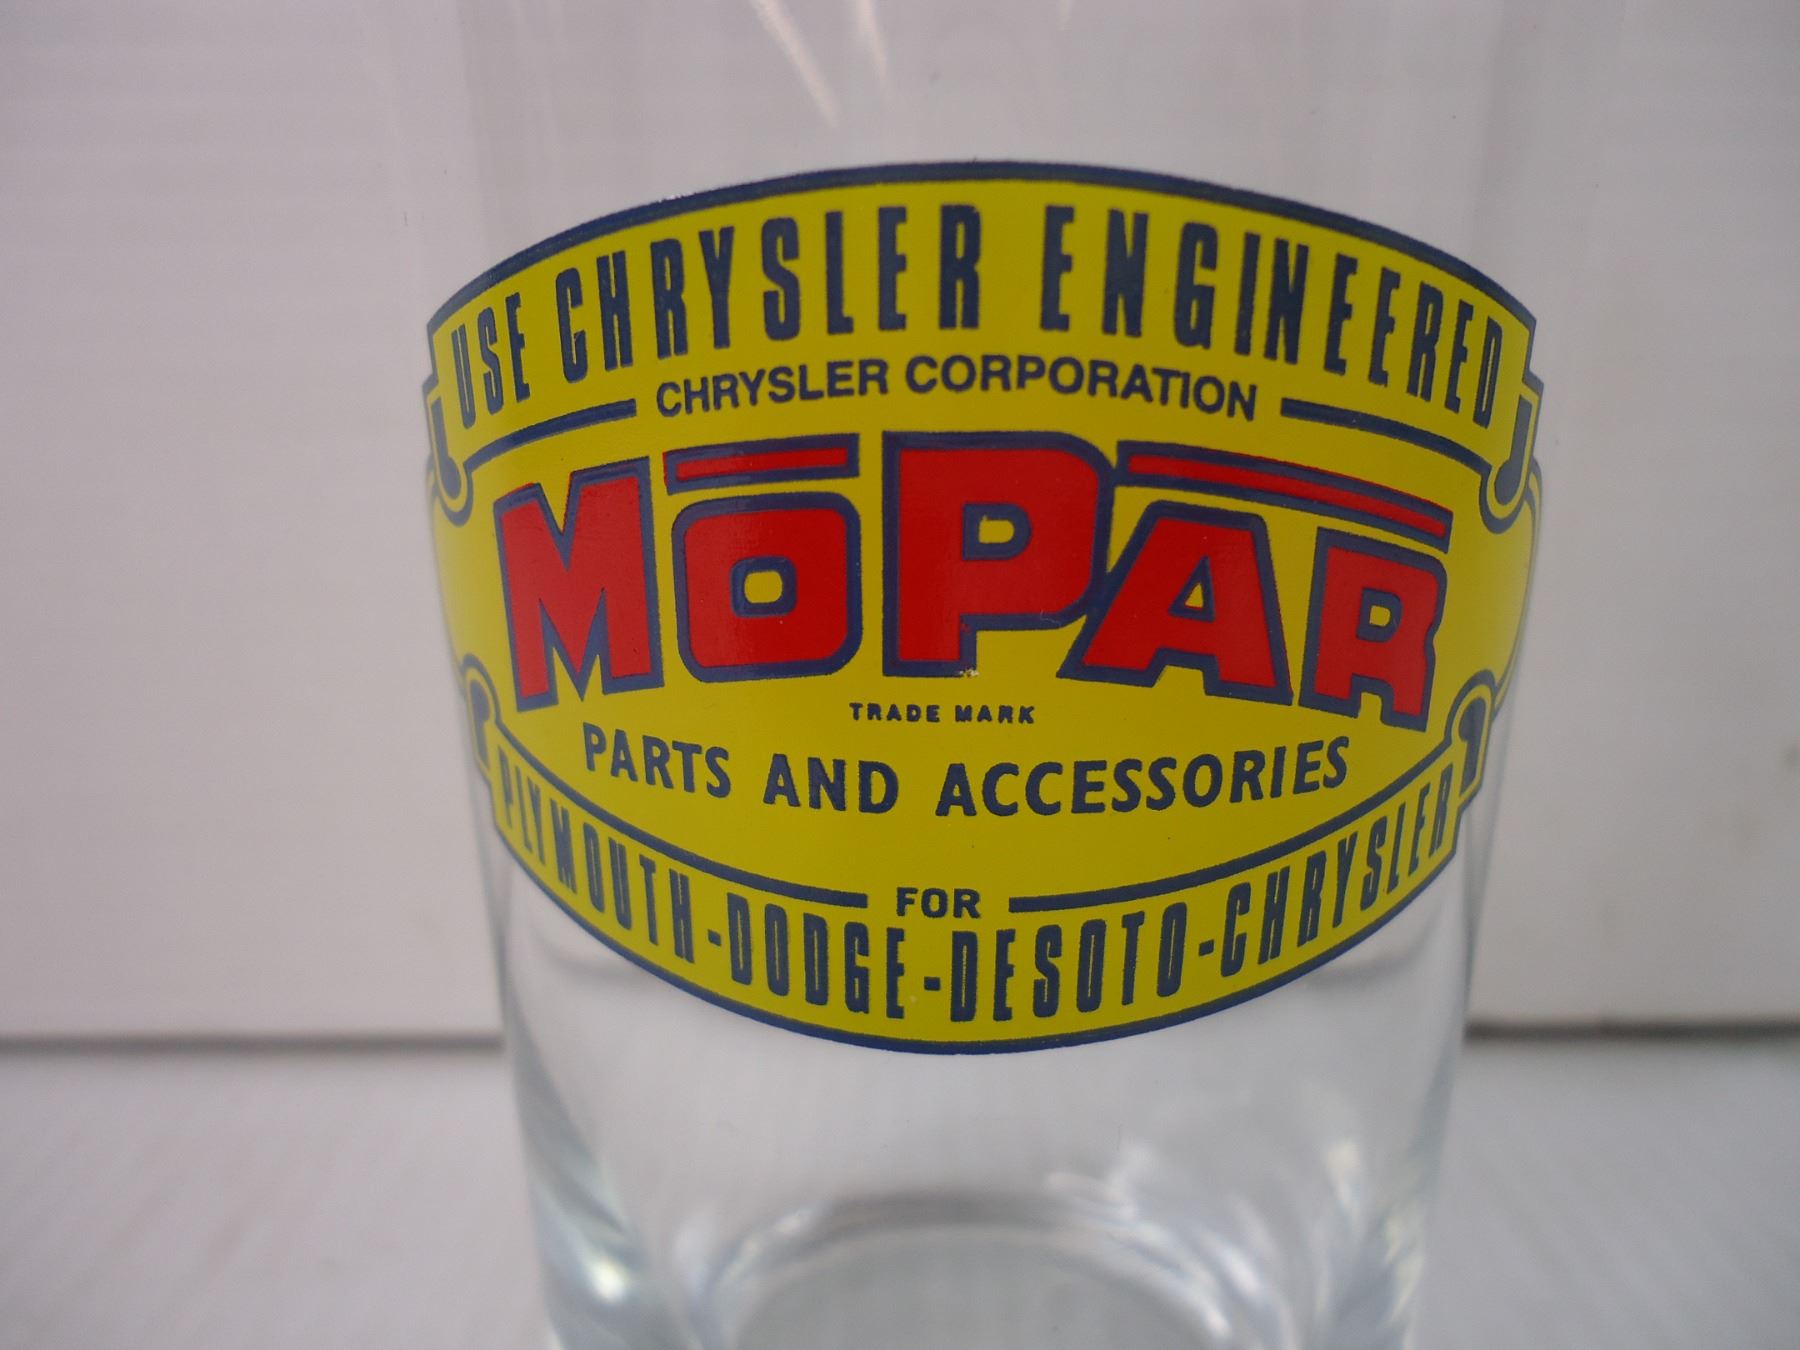 USE CHRYSLER ENGINEERED
CHRYSLER CORPORATION
MOPAR
TRADE MARK
PARTS AND ACCESSORIES
FOR
PLYMOUTH-DODGE-DESOTO-CHRYSLER